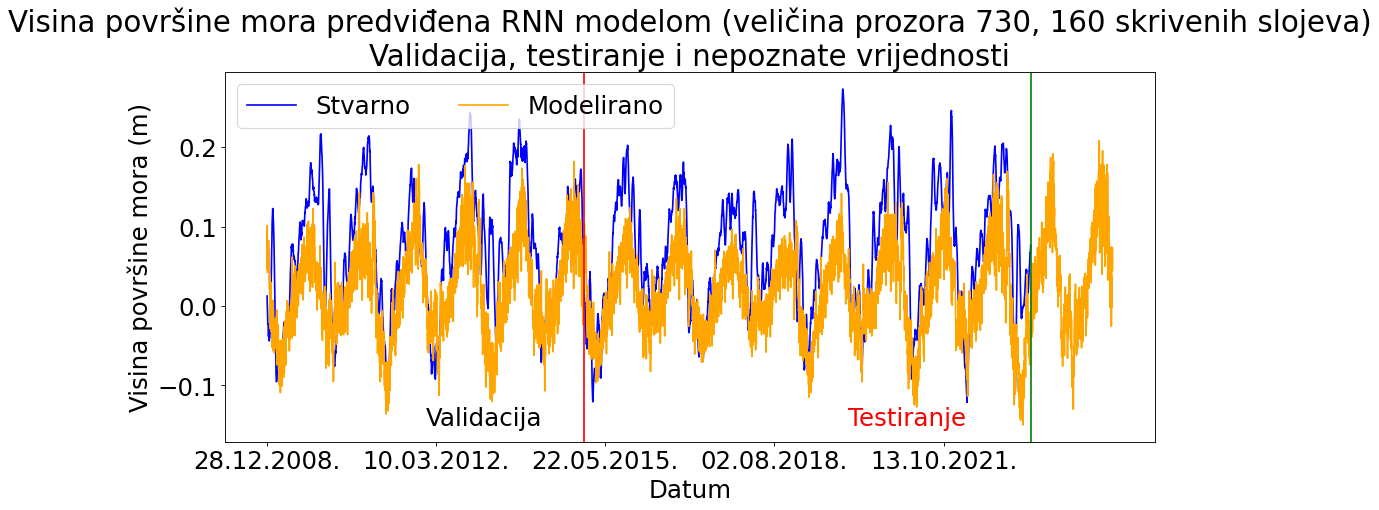 Visina površine mora predviđena RNN modelom (veličina prozora 730, 160 skrivenih slojeva)
Validacija, testiranje i nepoznate vrijednosti
Stvarno
Modelirano
Visina površine mora (m)
0.2
0.1
0.0
−0.1
Validacija
Testiranje
28.12.2008.
10.03.2012.
22.05.2015.
02.08.2018.
13.10.2021.
Datum